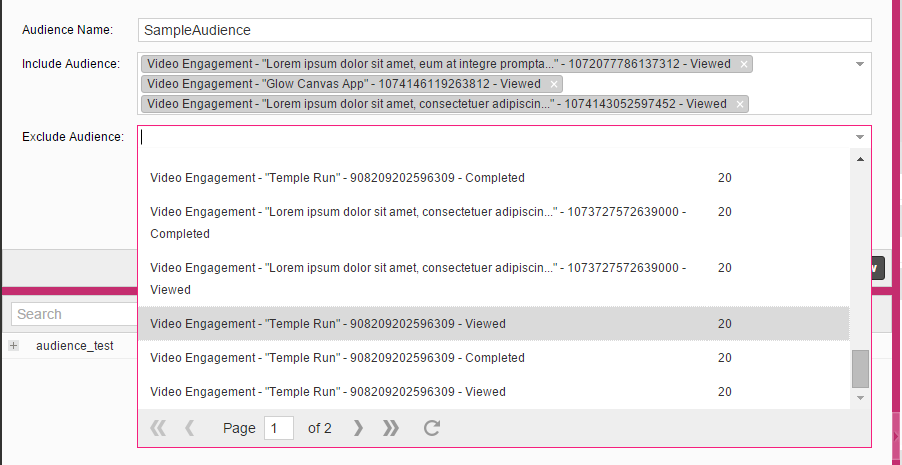 Audience Name: SampleAudience
Include Audience: Video Engagement - "Lorem ipsum dolor sit amet, eum at integre prompta..." - 1072077786137312 - Viewed ×
Video Engagement - "Glow Canvas App" - 1074146119263812 - Viewed ×
Video Engagement - "Lorem ipsum dolor sit amet, consectetuer adipiscin..." - 1074143052597452 - Viewed ×
Exclude Audience:
Video Engagement - "Temple Run" - 908209202596309 - Completed 20
Video Engagement - "Lorem ipsum dolor sit amet, consectetuer adipiscin..." - 1073727572639000 - 20
Completed
Video Engagement - "Lorem ipsum dolor sit amet, consectetuer adipiscin..." - 1073727572639000 - 20
Viewed
Search
Video Engagement - "Temple Run" - 908209202596309 - Viewed 20
audience_test
Video Engagement - "Temple Run" - 908209202596309 - Completed 20
Video Engagement - "Temple Run" - 908209202596309 - Viewed 20
Page 1 of 2